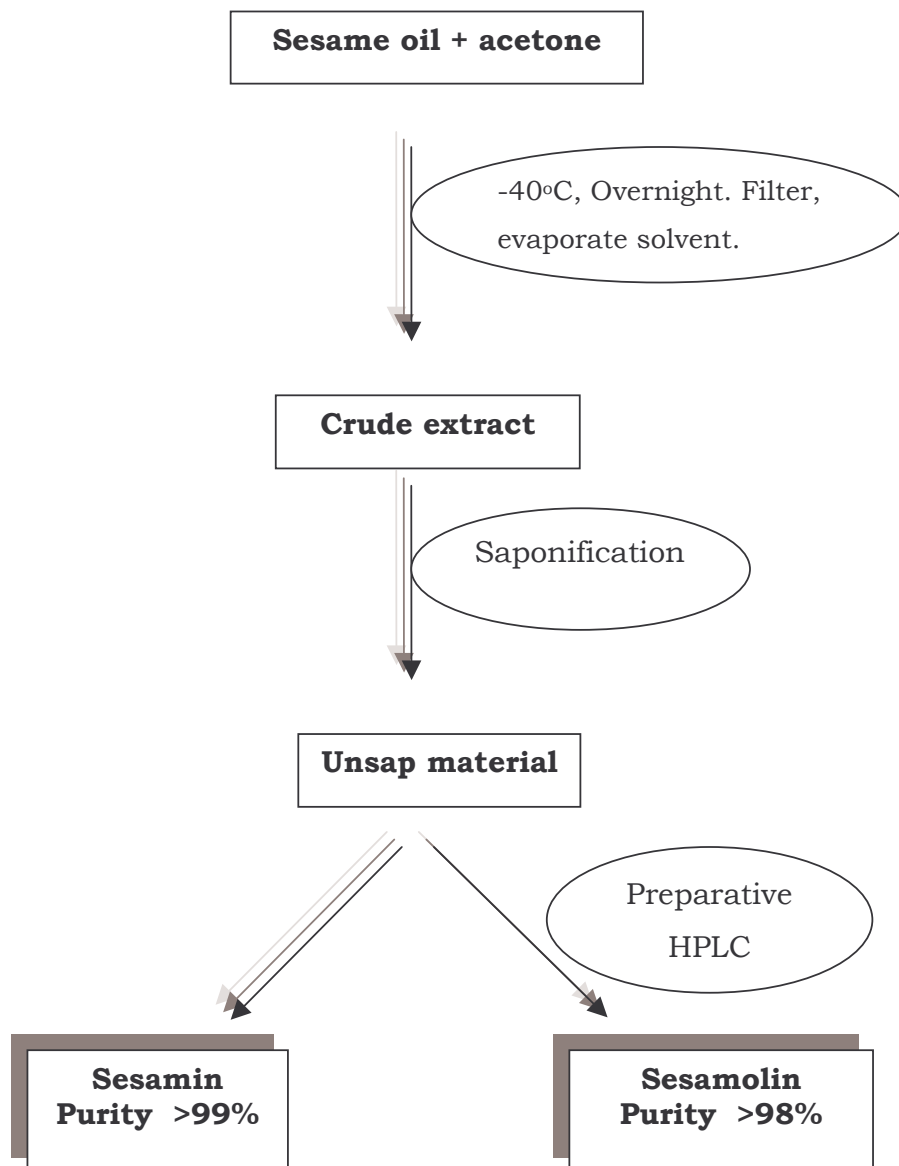 Sesame oil + acetone
-40oC, Overnight. Filter,
evaporate solvent.
Crude extract
Saponification
Unsap material
Preparative
HPLC
Sesamin
Purity >99%
Sesamolin
Purity >98%